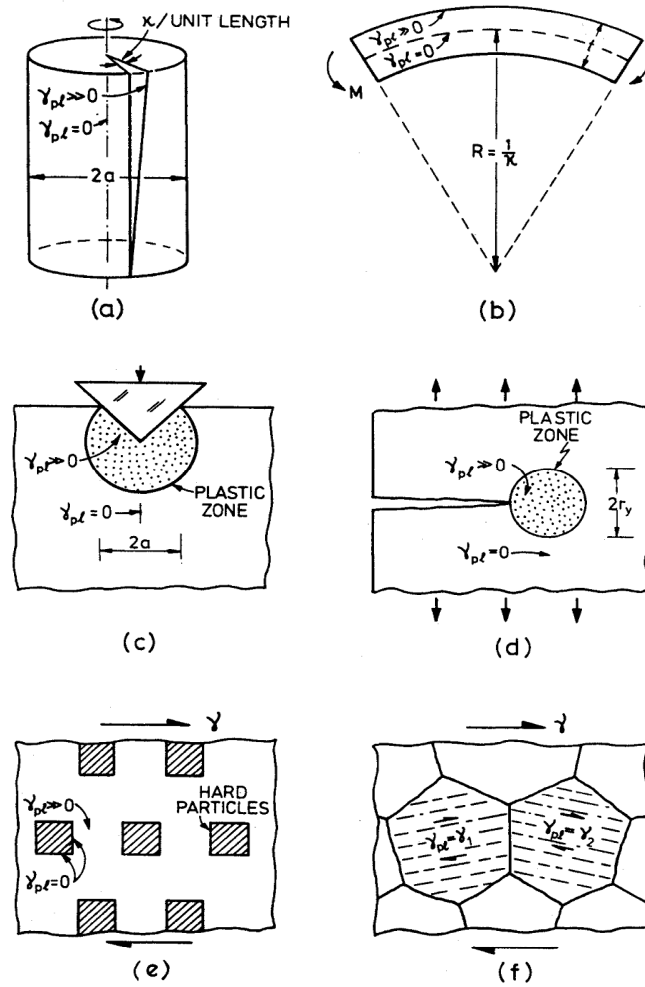 ϰ/UNIT LENGTH
γpl≫0
γpl=0
2a
(a)
γpl≫0
γpl=0
M
R = 1/ϰ
(b)
γpl≫0
PLASTIC ZONE
γpl=0
2a
(c)
PLASTIC
ZONE
γpl≫0
2ry
γpl=0
(d)
γ
HARD
PARTICLES
γpl≫0
γpl=0
(e)
γ
γpl=γ1
γpl=γ2
(f)